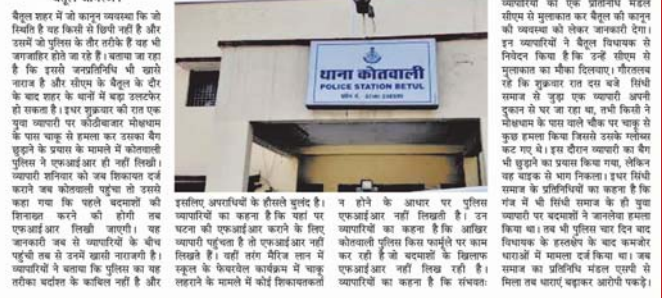 बैतूल शहर में जो कानून व्यवस्था कि जो
स्थिति है यह किसी से छिपी नहीं है और
उसमें जो पुलिस के तौर तरीके हैं वह भी
जगजाहिर होते जा रहे हैं। बताया जा रहा
है कि इससे जनप्रतिनिधि भी खासे
नाराज है और सीएम के बैतूल के दौरे
के बाद शहर के थानों में बड़ा उलटफेर
हो सकता है। इधर शुक्रवार की रात एक
युवा व्यापारी पर कोठीबाजार मोक्षधाम
के पास चाकू से हमला कर उसका बैग
छुड़ाने के प्रयास के मामले में कोतवाली
पुलिस ने एफआईआर ही नहीं लिखी।
व्यापारी शनिवार को जब शिकायत दर्ज
कराने जब कोतवाली पहुंचा तो उससे
कहा गया कि पहले बदमाशों की
शिनाख्त करने की होगी तब
एफआईआर लिखी जाएगी। यह
जानकारी जब से व्यापारियों के बीच
पहुंची तब से उनमें खासी नाराजगी है।
व्यापारियों ने बताया कि पुलिस का यह
तरीका बर्दाश्त के काबिल नहीं है और
थाना कोतवाली
POLICE STATION BETUL
इसलिए अपराधियों के हौसले बुलंद है।
व्यापारियों का कहना है कि यहां पर
घटना की एफआईआर कराने के लिए
व्यापारी पहुंचता है तो एफआईआर नहीं
लिखते हैं। वहीं तरंग मैरिज लान में
स्कूल के फेयरवेल कार्यक्रम में चाकू
लहराने के मामले में कोई शिकायतकर्ता
न होने के आधार पर पुलिस
एफआईआर नहीं लिखती है। उन
व्यापारियों का कहना है कि आखिर
कोतवाली पुलिस किस फार्मूले पर काम
कर रही है जो बदमाशों के खिलाफ
एफआईआर नहीं लिख रही है।
व्यापारियों का कहना है कि संभवतः
व्यापारियों का एक प्रतिनिधि मंडल
सीएम से मुलाकात कर बैतूल की कानून
की व्यवस्था को लेकर जानकारी देगा।
इन व्यापारियों ने बैतूल विधायक से
निवेदन किया है कि उन्हें सीएम से
मुलाकात का मौका दिलवाए। गौरतलब
रहे कि शुक्रवार रात दस बजे सिंधी
समाज से जुड़ा एक व्यापारी अपनी
दुकान से घर जा रहा था, तभी किसी ने
मोक्षधाम के पास वाले चौक पर चाकू से
कुछ हमला किया जिससे उसके ग्लोब्स
कट गए थे। इस दौरान व्यापारी का बैग
भी छुड़ाने का प्रयास किया गया, लेकिन
वह बाइक से भाग निकला। इधर सिंधी
समाज के प्रतिनिधियों का कहना है कि
गंज में भी सिंधी समाज के ही युवा
व्यापारी पर बदमाशों ने जानलेवा हमला
किया था। तब भी पुलिस चार दिन बाद
विधायक के हस्तक्षेप के बाद कमजोर
धाराओं में मामला दर्ज किया था। जब
समाज का प्रतिनिधि मंडल एसपी से
मिला तब धाराएं बढ़ाकर आरोपी पकड़े।